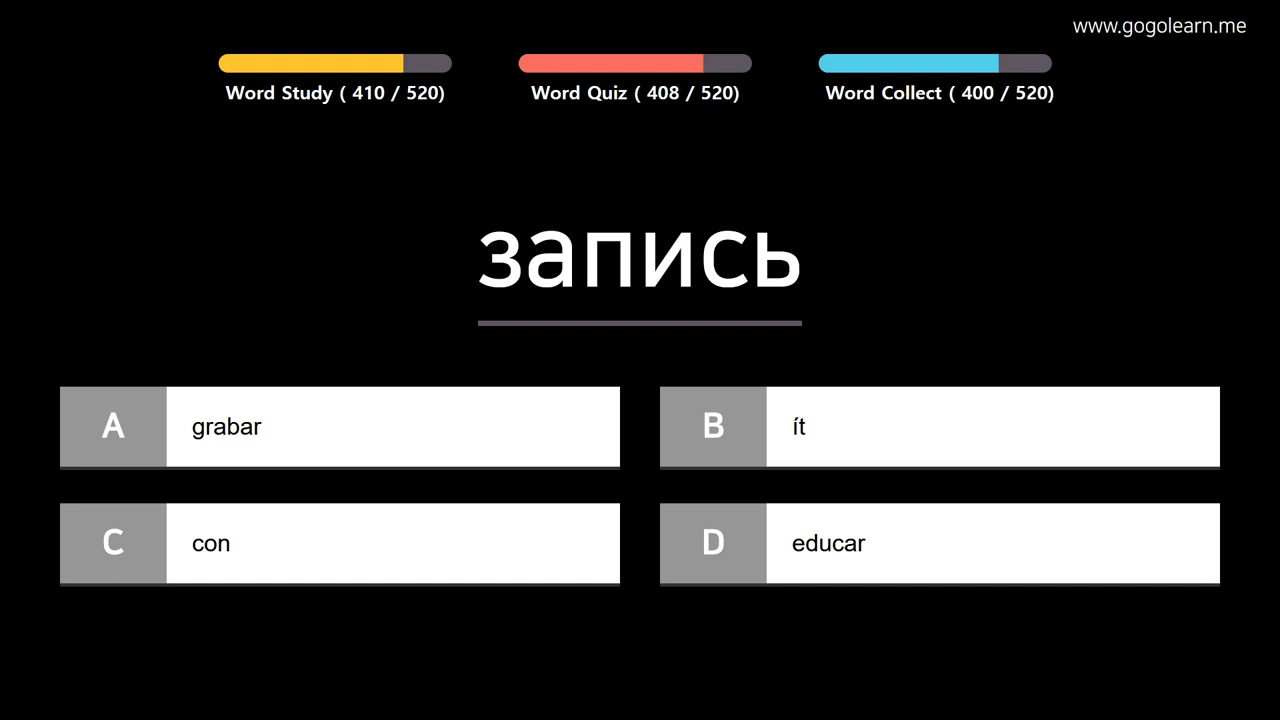 www.gogolearn.me
Word Study ( 410 / 520)
Word Quiz ( 408 / 520)
Word Collect ( 400 / 520)
запись
A grabar
B ít
C con
D educar